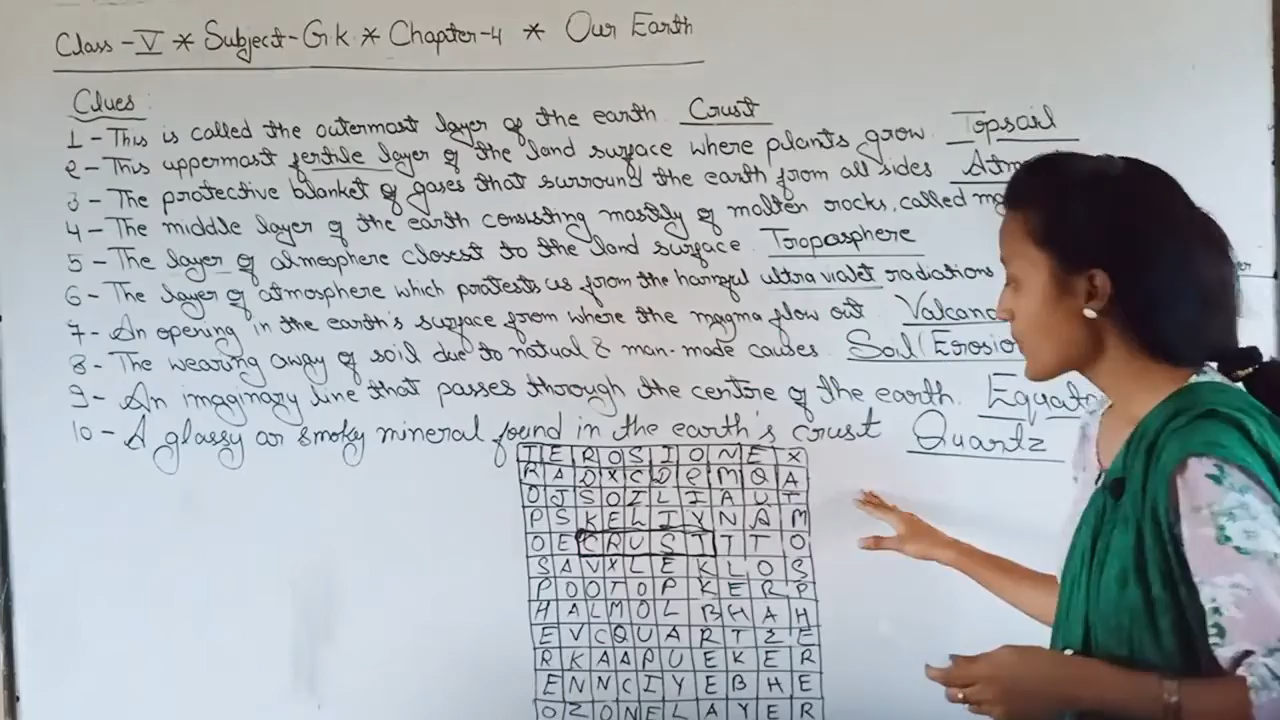 Class-V * Subject-G.k * Chapter-4 * Our Earth
Clues:
1-This is called the outermost layer of the earth Crust
2-This uppermost fertile layer of the land surface where plants grow. Topsoil
3-The protective blanket of gases that surround the earth from all sides
4-The middle layer of the earth consisting mostly of molten rocks, called
5-The layer of atmosphere closest to the land surface. Troposphere
6-The layer of atmosphere which protests us from the harmful ultra violet radiations
7-An opening in the earth's surface from where the magma flow out. Volcano
8-The wearing away of soil due to natural & man-made causes. Soil (Erosio
9-An imaginary line that passes through the centre of the earth. Equato
10-A glassy or smoky mineral found in the earth's crust Quartz
T E R O S I O N E X
R A D X C D P M Q A
O J S O I L I A U T
P S K E L I Y N A M
O E C R U S T T T O
S A V X L E K L O S
P O O T O P K E R P
H A L M O L B H A H
E V C Q U A R T Z E
R K A A P U E K E R
E N N C I Y E B H E
O Z O N E L A Y E R